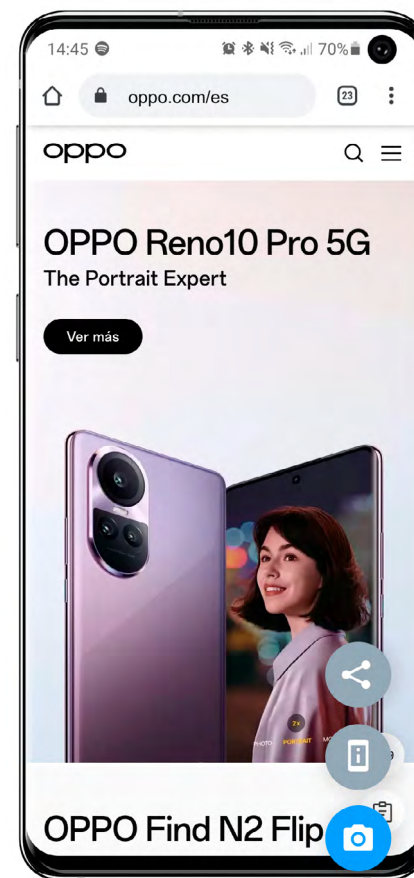 14:45
70%
oppo.com/es
23
oppo
OPPO Reno10 Pro 5G
The Portrait Expert
Ver más
2x
PHOTO PORTRAIT
OPPO Find N2 Flip